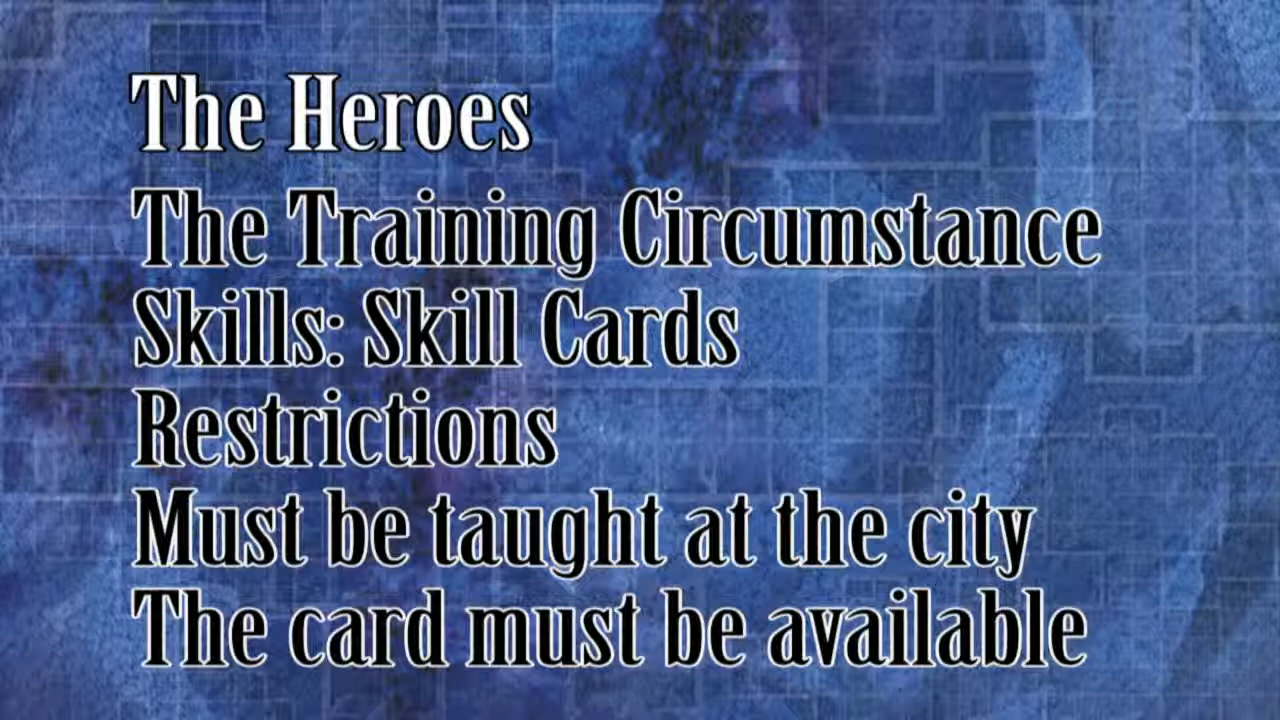 The Heroes
The Training Circumstance
Skills: Skill Cards
Restrictions
Must be taught at the city
The card must be available